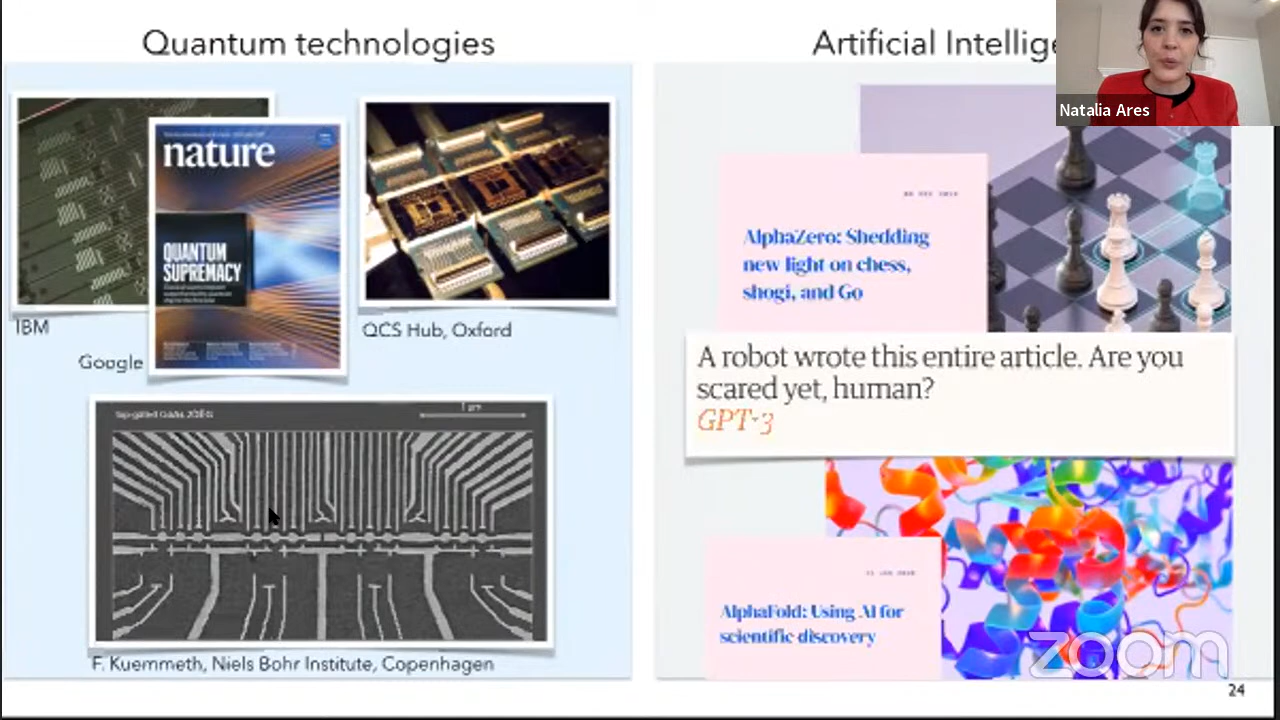 Quantum technologies
nature
QUANTUM
SUPREMACY
IBM
Google
QCS Hub, Oxford
1 μm
F. Kuemmeth, Niels Bohr Institute, Copenhagen
Artificial Intellige
Natalia Ares
AlphaZero: Shedding
new light on chess,
shogi, and Go
A robot wrote this entire article. Are you
scared yet, human?
GPT-3
AlphaFold: Using AI for
scientific discovery
zoom
24